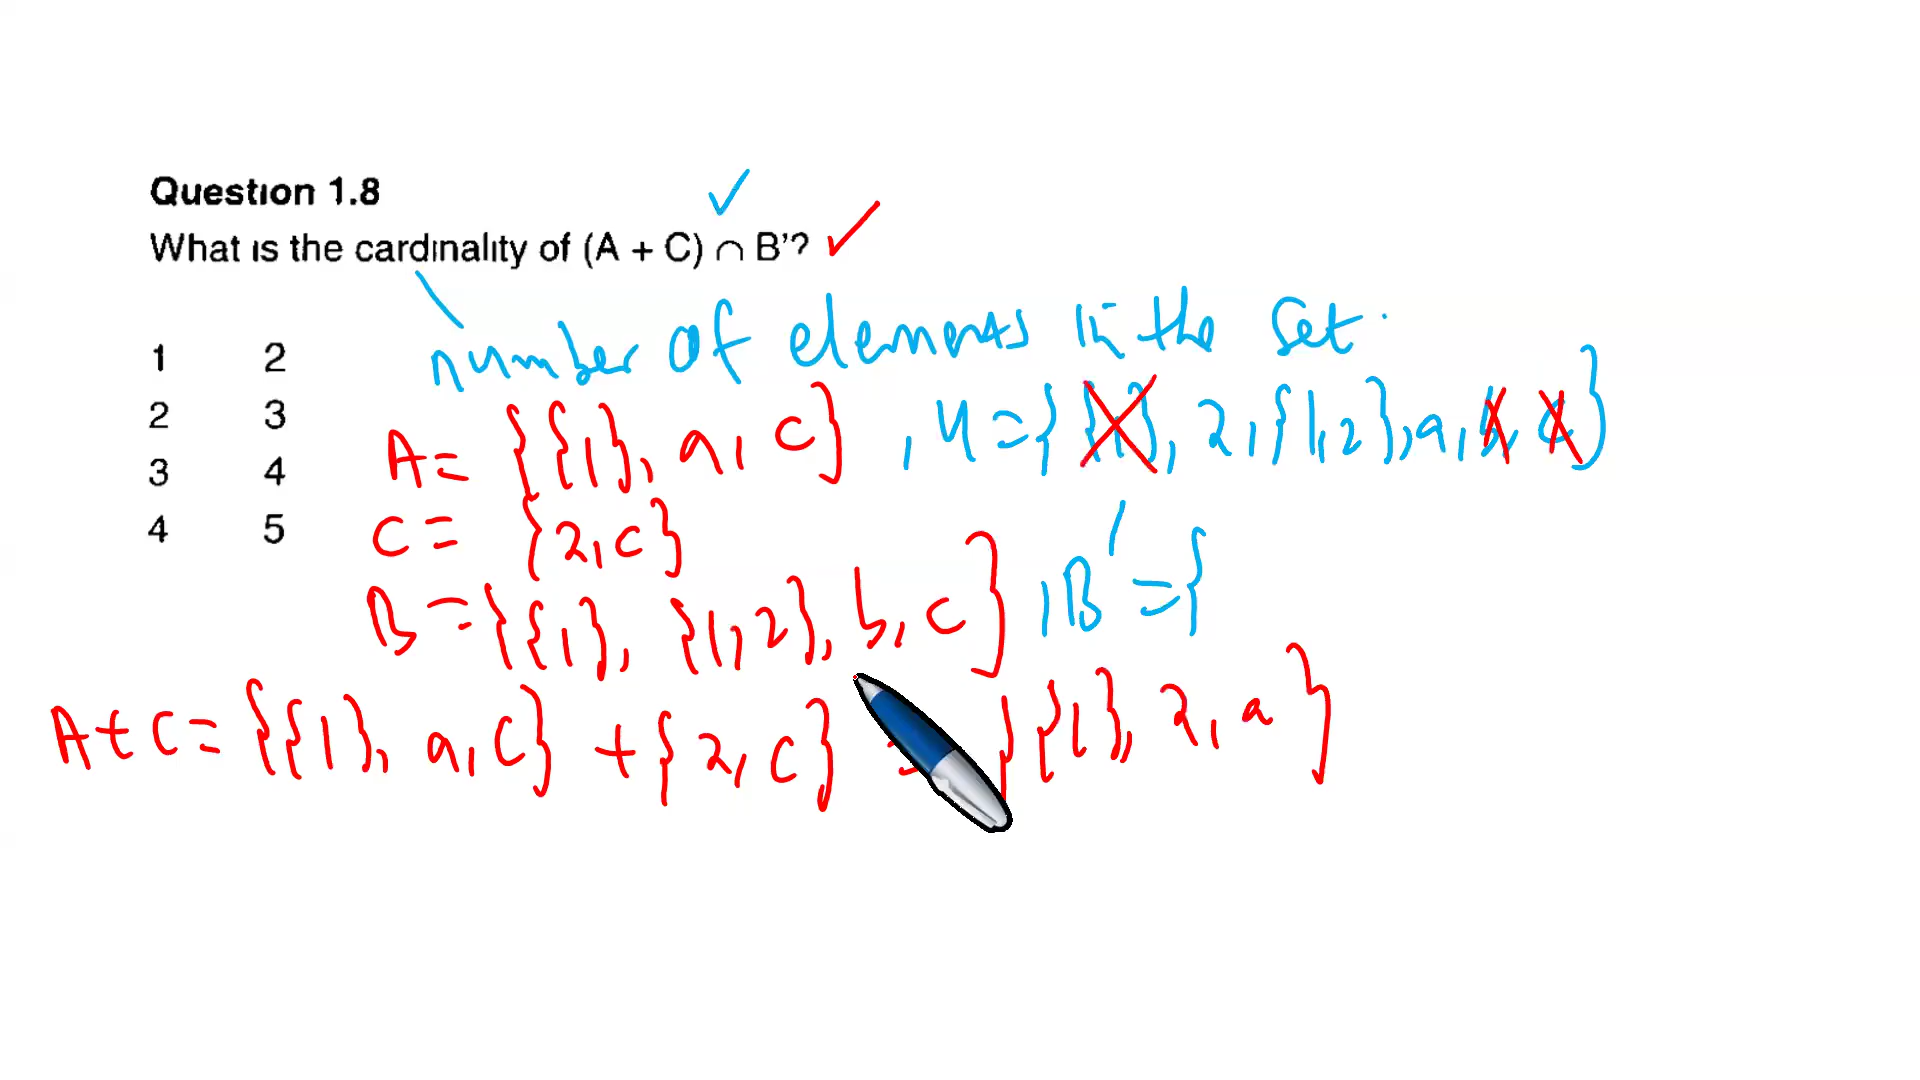 Question 1.8
What is the cardinality of (A + C) ∩ B'? 
number of elements in the set.
1 2
2 3
3 4
4 5
A = {{1}, a, c} , U = {{1}, 2, {1,2}, a, b, c}
C = {2, c}
B = {{1}, {1,2}, b, c} , B' = {
A + C = {{1}, a, c} + {2, c} = {{1}, 2, a }